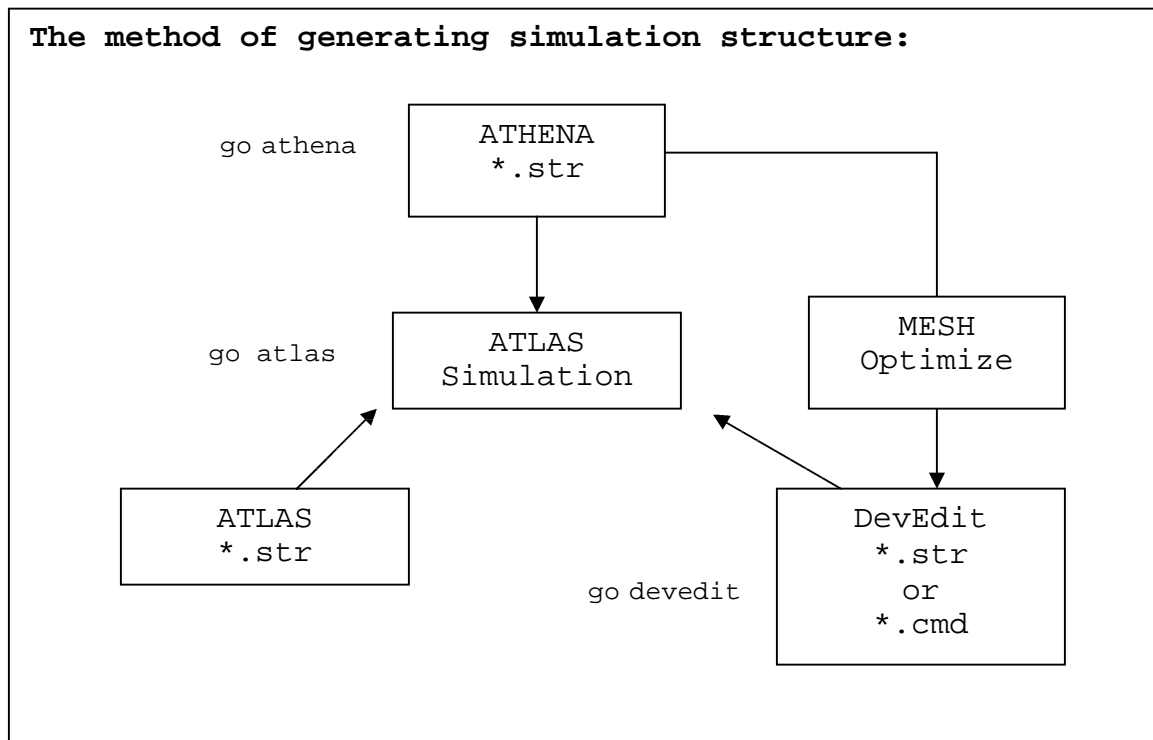 The method of generating simulation structure:
go athena
ATHENA
*.str
go atlas
ATLAS
Simulation
MESH
Optimize
ATLAS
*.str
go devedit
DevEdit
*.str
or
*.cmd